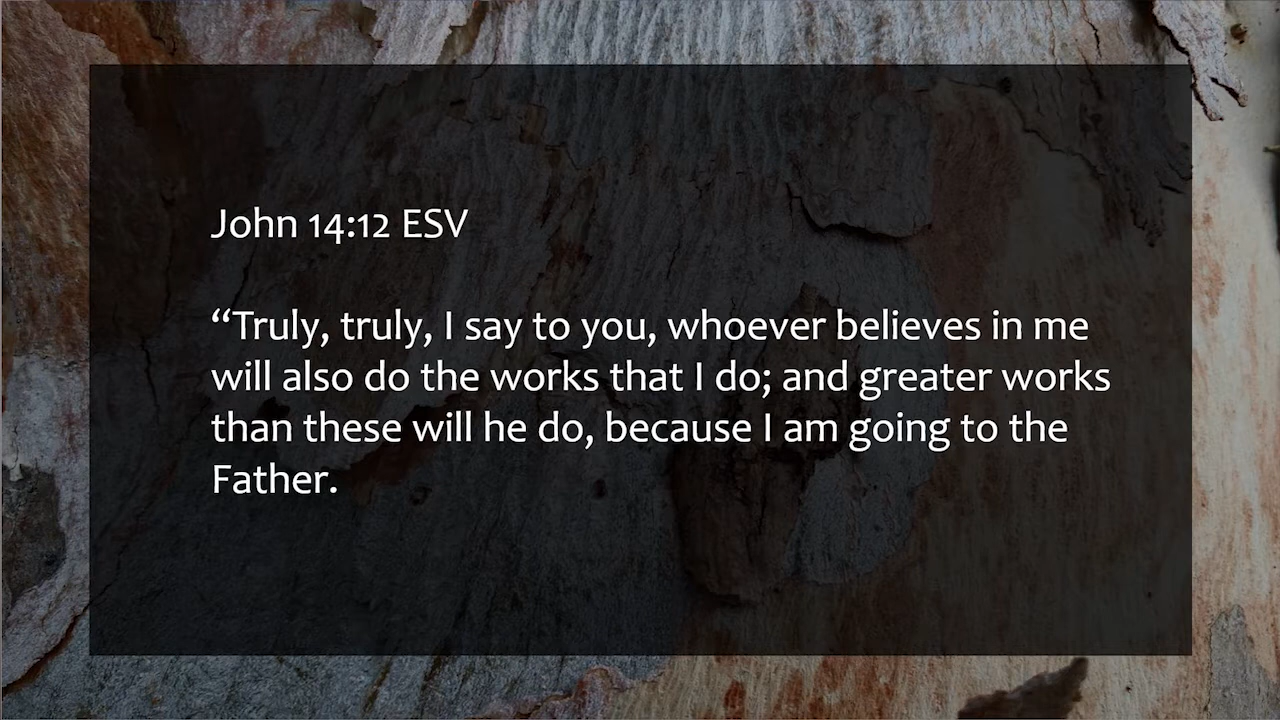 John 14:12 ESV
“Truly, truly, I say to you, whoever believes in me
will also do the works that I do; and greater works
than these will he do, because I am going to the
Father.